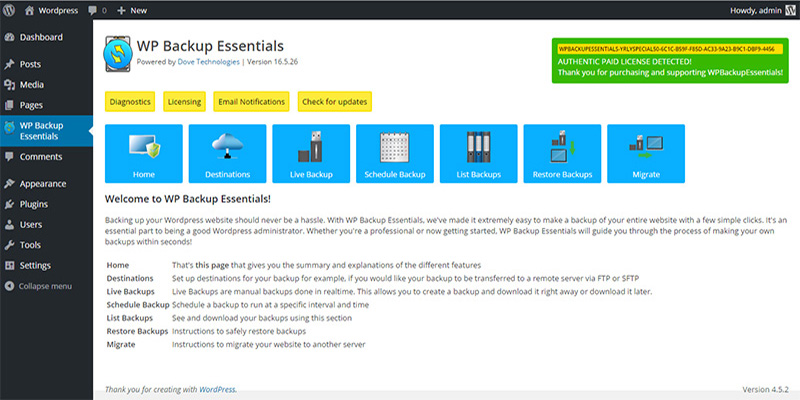 Wordpress 0 New Howdy, admin
Dashboard
Posts
Media
Pages
WP Backup
Essentials
Comments
Appearance
Plugins
Users
Tools
Settings
Collapse menu
WP Backup Essentials
Powered by Dove Technologies | Version 16.5.26
WPBACKUPESSENTIALS-YRLYSPECIAL50-6C1C-B59F-F85D-AC33-9A23-B9C1-D8F9-4456
AUTHENTIC PAID LICENSE DETECTED!
Thank you for purchasing and supporting WPBackupEssentials!
Diagnostics Licensing Email Notifications Check for updates
Home Destinations Live Backup Schedule Backup List Backups Restore Backups Migrate
Welcome to WP Backup Essentials!
Backing up your Wordpress website should never be a hassle. With WP Backup Essentials, we've made it extremely easy to make a backup of your entire website with a few simple clicks. It's an
essential part to being a good Wordpress administrator. Whether you're a professional or now getting started, WP Backup Essentials will guide you through the process of making your own
backups within seconds!
Home That's this page that gives you the summary and explanations of the different features
Destinations Set up destinations for your backup for example, if you would like your backup to be transferred to a remote server via FTP or SFTP
Live Backups Live Backups are manual backups done in realtime. This allows you to create a backup and download it right away or download it later.
Schedule Backup Schedule a backup to run at a specific interval and time
List Backups See and download your backups using this section
Restore Backups Instructions to safely restore backups
Migrate Instructions to migrate your website to another server
Thank you for creating with WordPress. Version 4.5.2